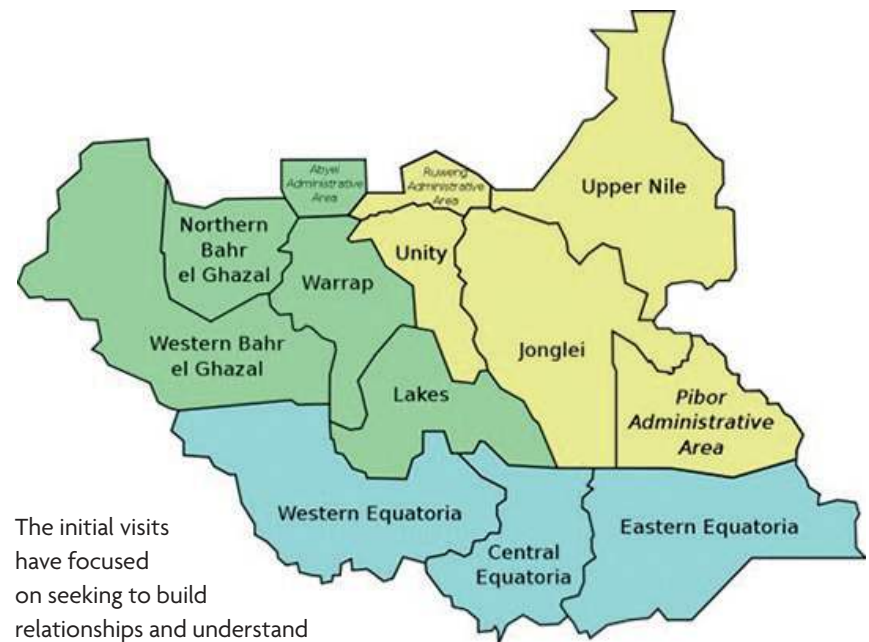 Abyei
Administrative
Area
Ruweng
Administrative
Area
Upper Nile
Northern
Bahr
el Ghazal
Unity
Warrap
Western Bahr
el Ghazal
Jonglei
Lakes
Pibor
Administrative
Area
Western Equatoria
Eastern Equatoria
Central
Equatoria
The initial visits
have focused
on seeking to build
relationships and understand